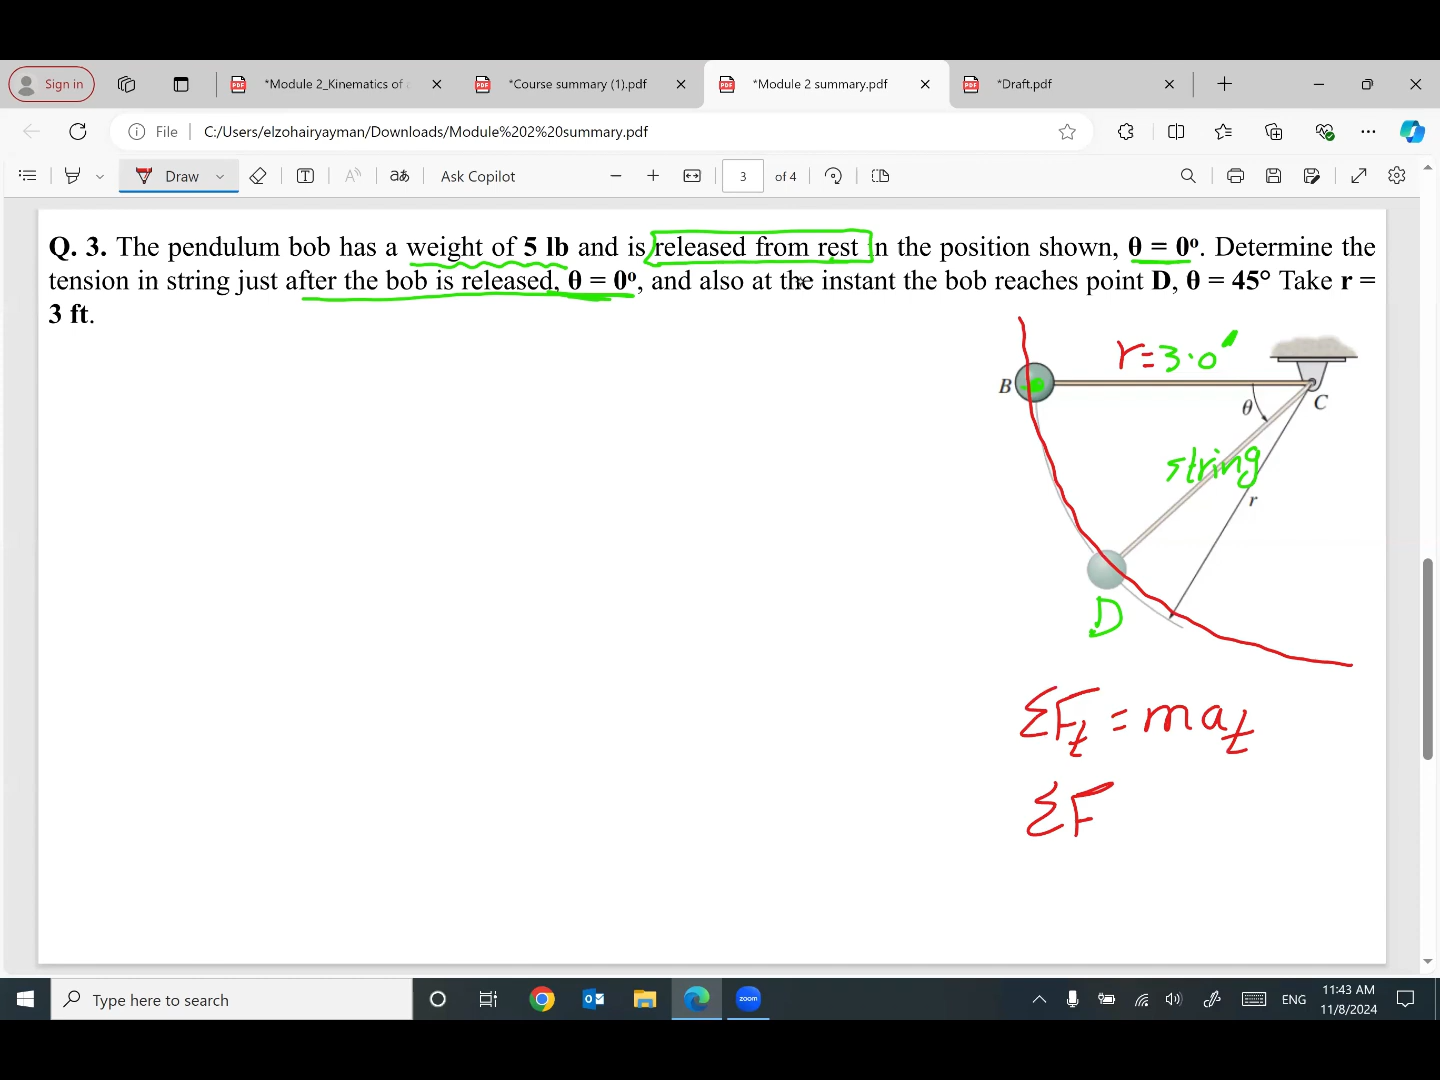 Sign in
*Module 2_Kinematics of a
*Course summary (1).pdf
*Module 2 summary.pdf
*Draft.pdf
File
C:/Users/elzohairyayman/Downloads/Module%202%20summary.pdf
Draw
Ask Copilot
3
of 4
Q. 3. The pendulum bob has a weight of 5 lb and is released from rest in the position shown, θ = 0º. Determine the
tension in string just after the bob is released, θ = 0º, and also at the instant the bob reaches point D, θ = 45° Take r =
3 ft.
r = 3.0'
B
θ
C
string
r
D
ΣF_t = m a_t
ΣF
Type here to search
zoom
ENG
11:43 AM
11/8/2024